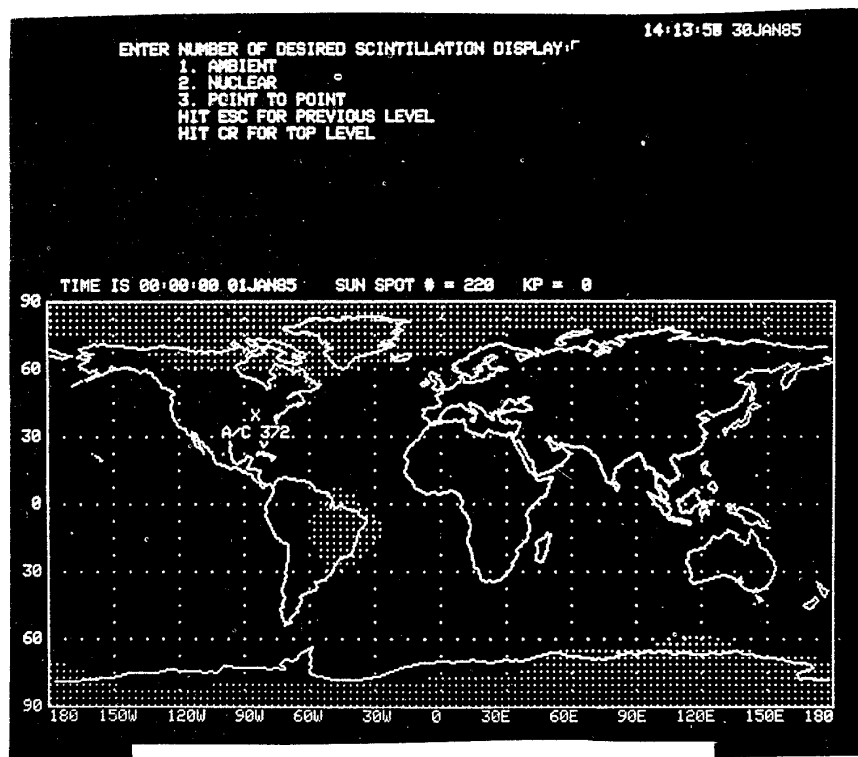 14:13:58 30JAN85
ENTER NUMBER OF DESIRED SCINTILLATION DISPLAY:
1. AMBIENT
2. NUCLEAR
3. POINT TO POINT
HIT ESC FOR PREVIOUS LEVEL
HIT CR FOR TOP LEVEL
TIME IS 00:00:00 01JAN85 SUN SPOT # = 220 KP = 0
90
60
X
A/C 372
30
0
30
60
90
180 150W 120W 90W 60W 30W 0 30E 60E 90E 120E 150E 180